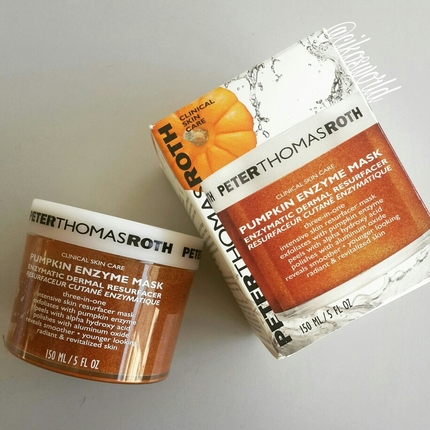 @eikosworld
CLINICAL
SKIN
CARE
PETERTHOMASROTH
PETERTHOMASROTH
CLINICAL SKIN CARE
PUMPKIN ENZYME MASK
ENZYMATIC DERMAL RESURFACER
RESURFACEUR CUTANÉ ENZYMATIQUE
three-in-one
intensive skin resurfacer mask
exfoliates with pumpkin enzyme
peels with alpha hydroxy acid
polishes with aluminum oxide
reveals smoother • younger looking
radiant & revitalized skin
150 ML / 5 FL OZ
PETERTHOMASROTH PE
CLINICAL SKIN CARE
PUMPKIN ENZYME MASK
ENZYMATIC DERMAL RESURFACER
RESURFACEUR CUTANÉ ENZYMATIQUE
three-in-one
intensive skin resurfacer mask
exfoliates with pumpkin enzyme
peels with alpha hydroxy acid
polishes with aluminum oxide
reveals smoother • younger looking
radiant & revitalized skin
150 ML / 5 FL OZ